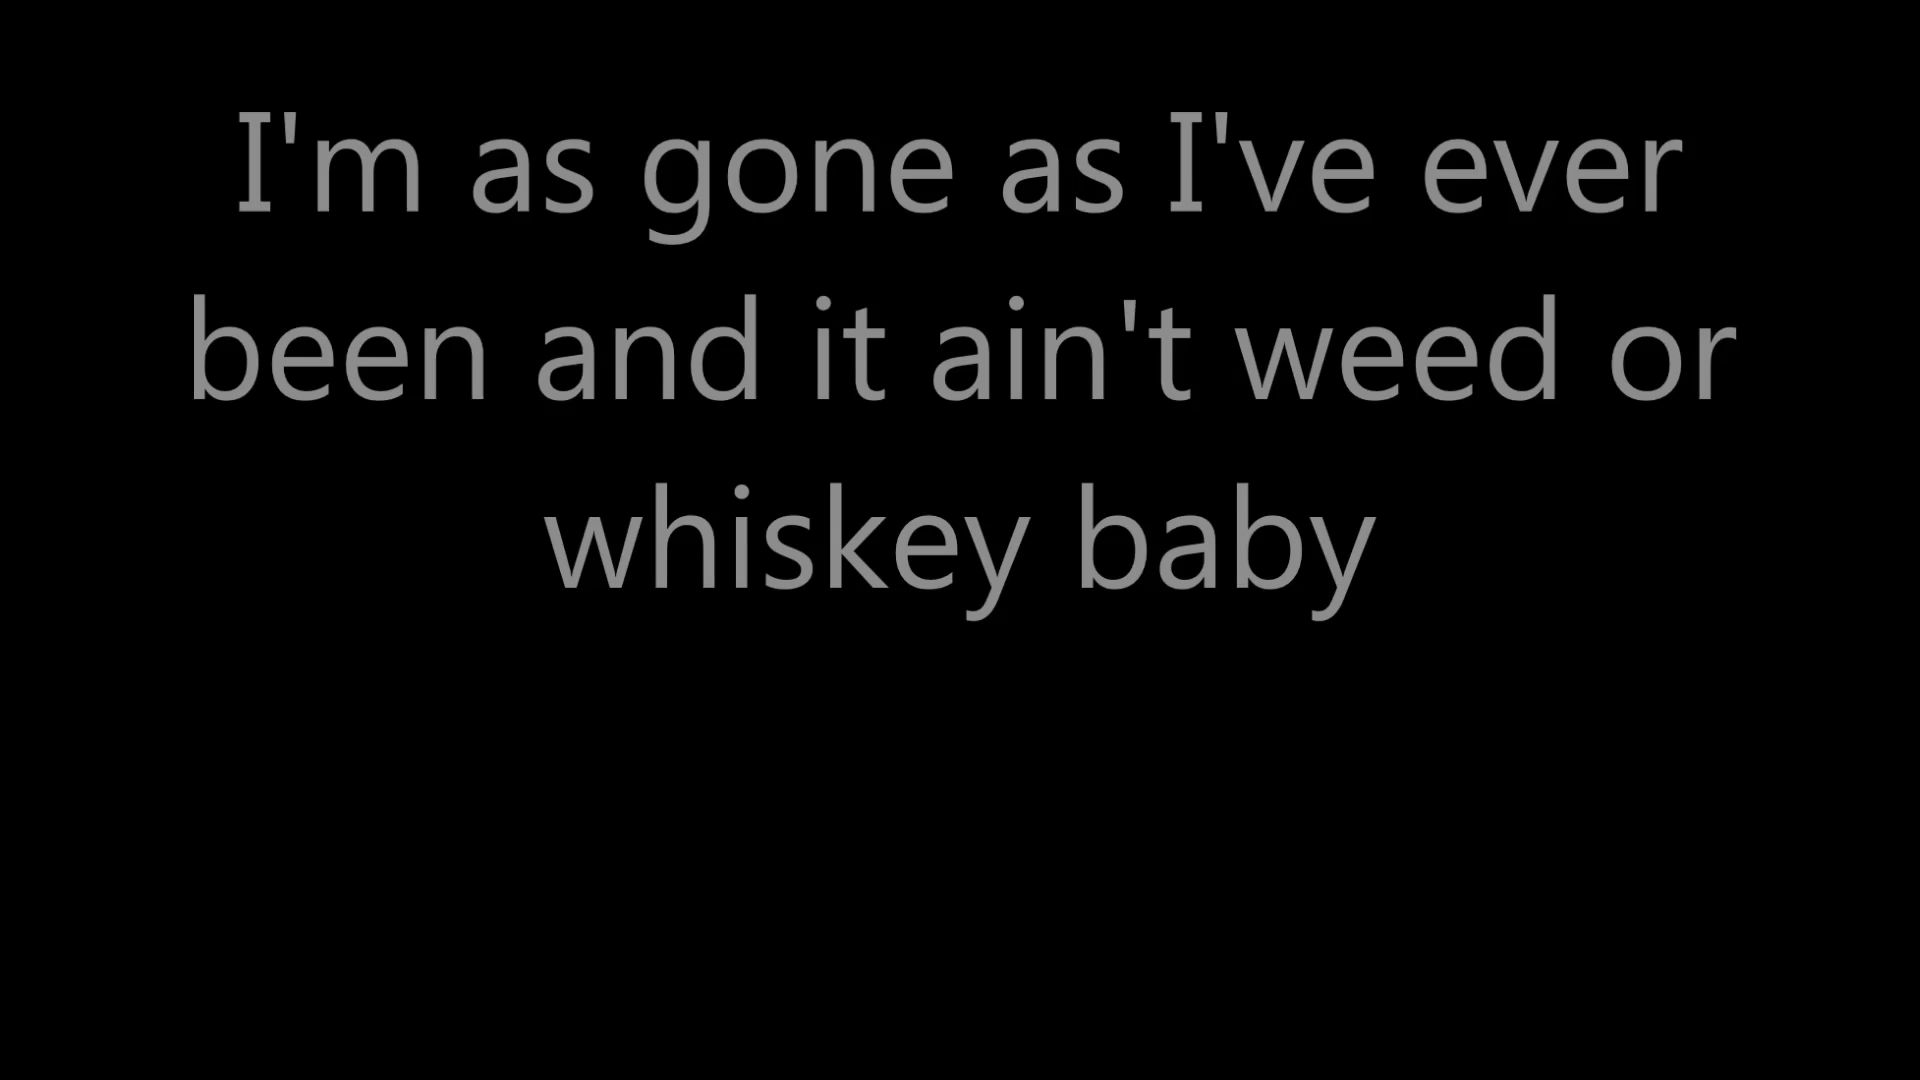 I'm as gone as I've ever
been and it ain't weed or
whiskey baby